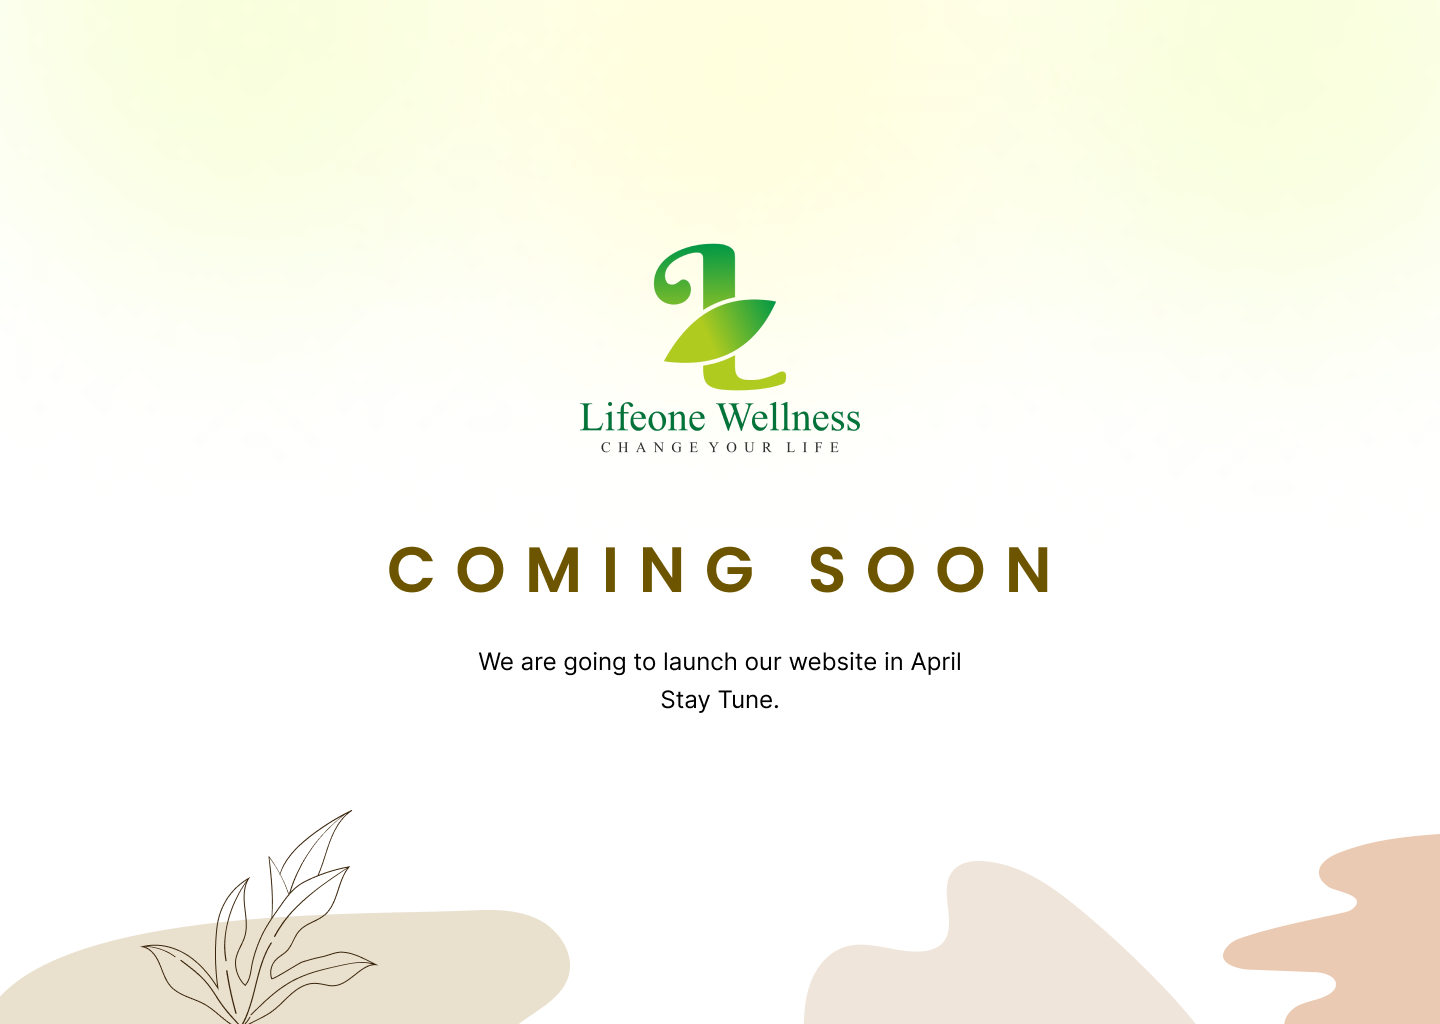 Lifeone Wellness
CHANGE YOUR LIFE
COMING SOON
We are going to launch our website in April
Stay Tune.